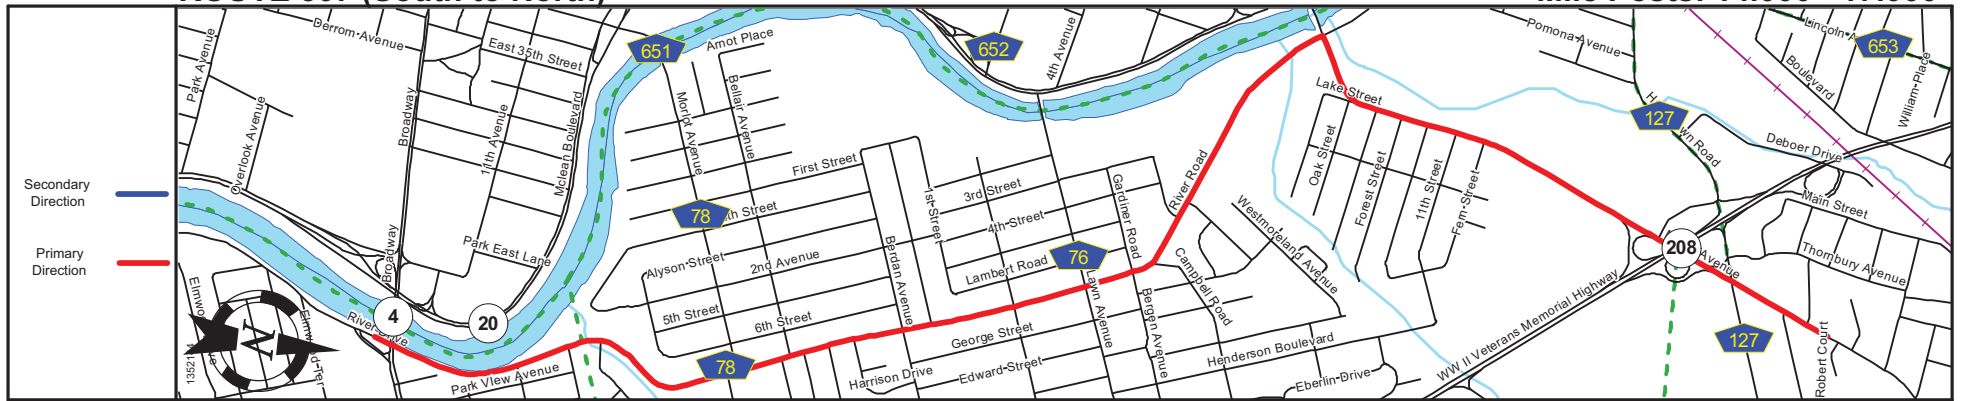 Secondary
Direction
Primary
Direction
Park Avenue
Derrom Avenue
East 35th Street
651
Arnot Place
652
4th Avenue
Pomona Avenue
Lincoln
653
Boulevard
William Place
Overlook Avenue
Broadway
11th Avenue
Mclean Boulevard
Morlot Avenue
Bellair Avenue
First Street
78
Street
Lake Street
127
Road
Deboer Drive
Main Street
Oak Street
Forest Street
11th Street
Fern Street
River Road
Westmoreland Avenue
1st Street
3rd Street
4th Street
Gardiner Road
Lambert Road
76
Broadway
Park East Lane
Alyson Street
2nd Avenue
Berdan Avenue
Campbell Road
208
Avenue
Thornbury Avenue
4
20
River Drive
N
1352
5th Street
6th Street
George Street
Bergen Avenue
Henderson Boulevard
WW II Veterans Memorial Highway
127
Robert Court
Park View Avenue
78
Harrison Drive
Edward Street
Eberlin Drive